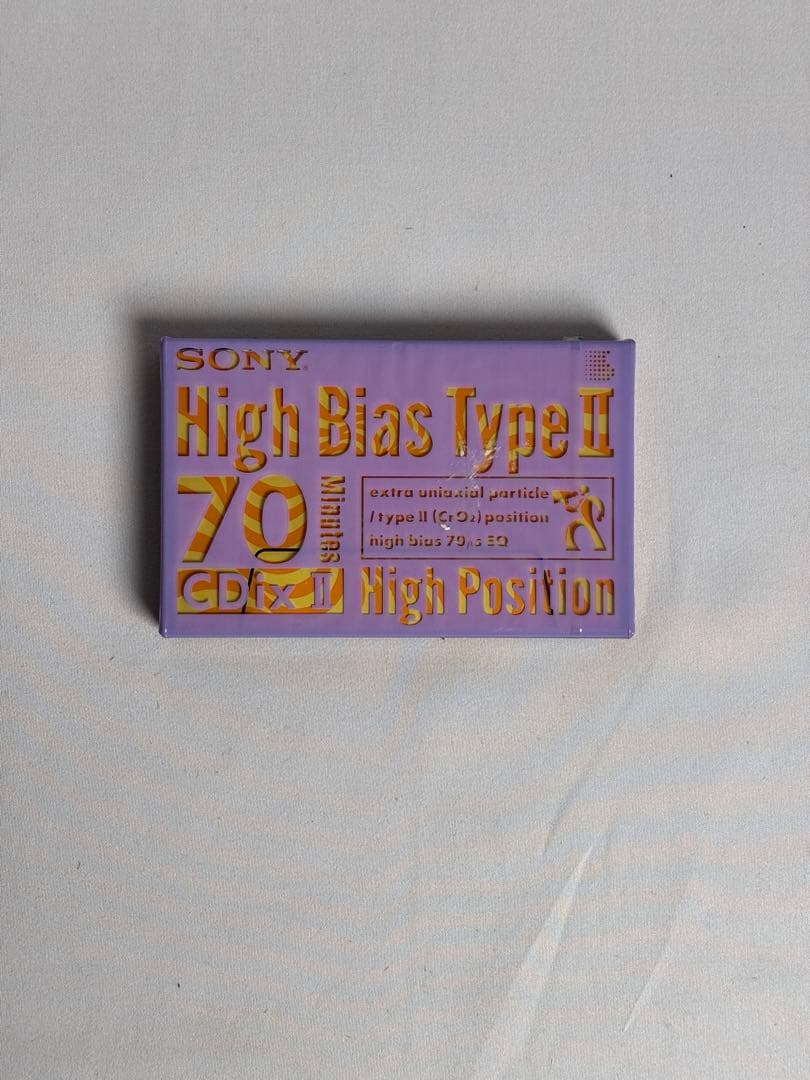 SONY
High Bias Type II
70 Minutes
extra uniaxial particle
/type II (CrO₂) position
high bias 70µs EQ
CDix II
High Position